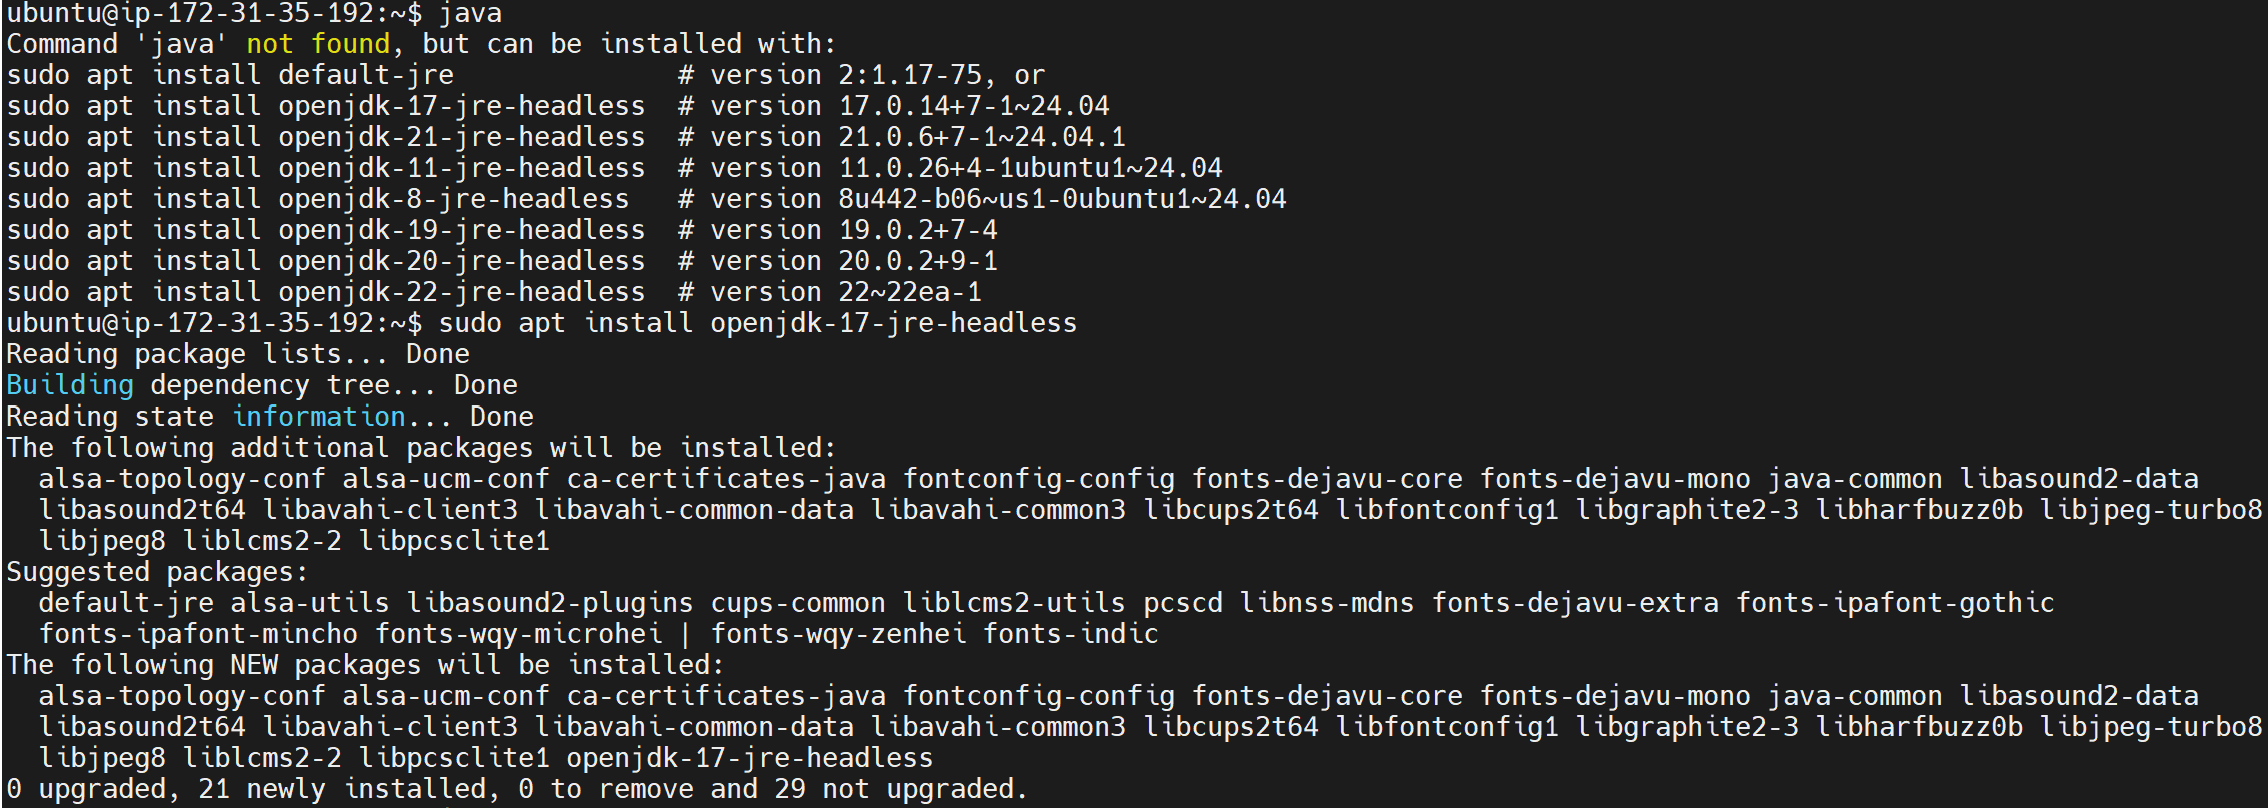 ubuntu@ip-172-31-35-192:~$ java
Command 'java' not found, but can be installed with:
sudo apt install default-jre              # version 2:1.17-75, or
sudo apt install openjdk-17-jre-headless  # version 17.0.14+7-1~24.04
sudo apt install openjdk-21-jre-headless  # version 21.0.6+7-1~24.04.1
sudo apt install openjdk-11-jre-headless  # version 11.0.26+4-1ubuntu1~24.04
sudo apt install openjdk-8-jre-headless   # version 8u442-b06~us1-0ubuntu1~24.04
sudo apt install openjdk-19-jre-headless  # version 19.0.2+7-4
sudo apt install openjdk-20-jre-headless  # version 20.0.2+9-1
sudo apt install openjdk-22-jre-headless  # version 22~22ea-1
ubuntu@ip-172-31-35-192:~$ sudo apt install openjdk-17-jre-headless
Reading package lists... Done
Building dependency tree... Done
Reading state information... Done
The following additional packages will be installed:
  alsa-topology-conf alsa-ucm-conf ca-certificates-java fontconfig-config fonts-dejavu-core fonts-dejavu-mono java-common libasound2-data
  libasound2t64 libavahi-client3 libavahi-common-data libavahi-common3 libcups2t64 libfontconfig1 libgraphite2-3 libharfbuzz0b libjpeg-turbo8
  libjpeg8 liblcms2-2 libpcsclite1
Suggested packages:
  default-jre alsa-utils libasound2-plugins cups-common liblcms2-utils pcscd libnss-mdns fonts-dejavu-extra fonts-ipafont-gothic
  fonts-ipafont-mincho fonts-wqy-microhei | fonts-wqy-zenhei fonts-indic
The following NEW packages will be installed:
  alsa-topology-conf alsa-ucm-conf ca-certificates-java fontconfig-config fonts-dejavu-core fonts-dejavu-mono java-common libasound2-data
  libasound2t64 libavahi-client3 libavahi-common-data libavahi-common3 libcups2t64 libfontconfig1 libgraphite2-3 libharfbuzz0b libjpeg-turbo8
  libjpeg8 liblcms2-2 libpcsclite1 openjdk-17-jre-headless
0 upgraded, 21 newly installed, 0 to remove and 29 not upgraded.